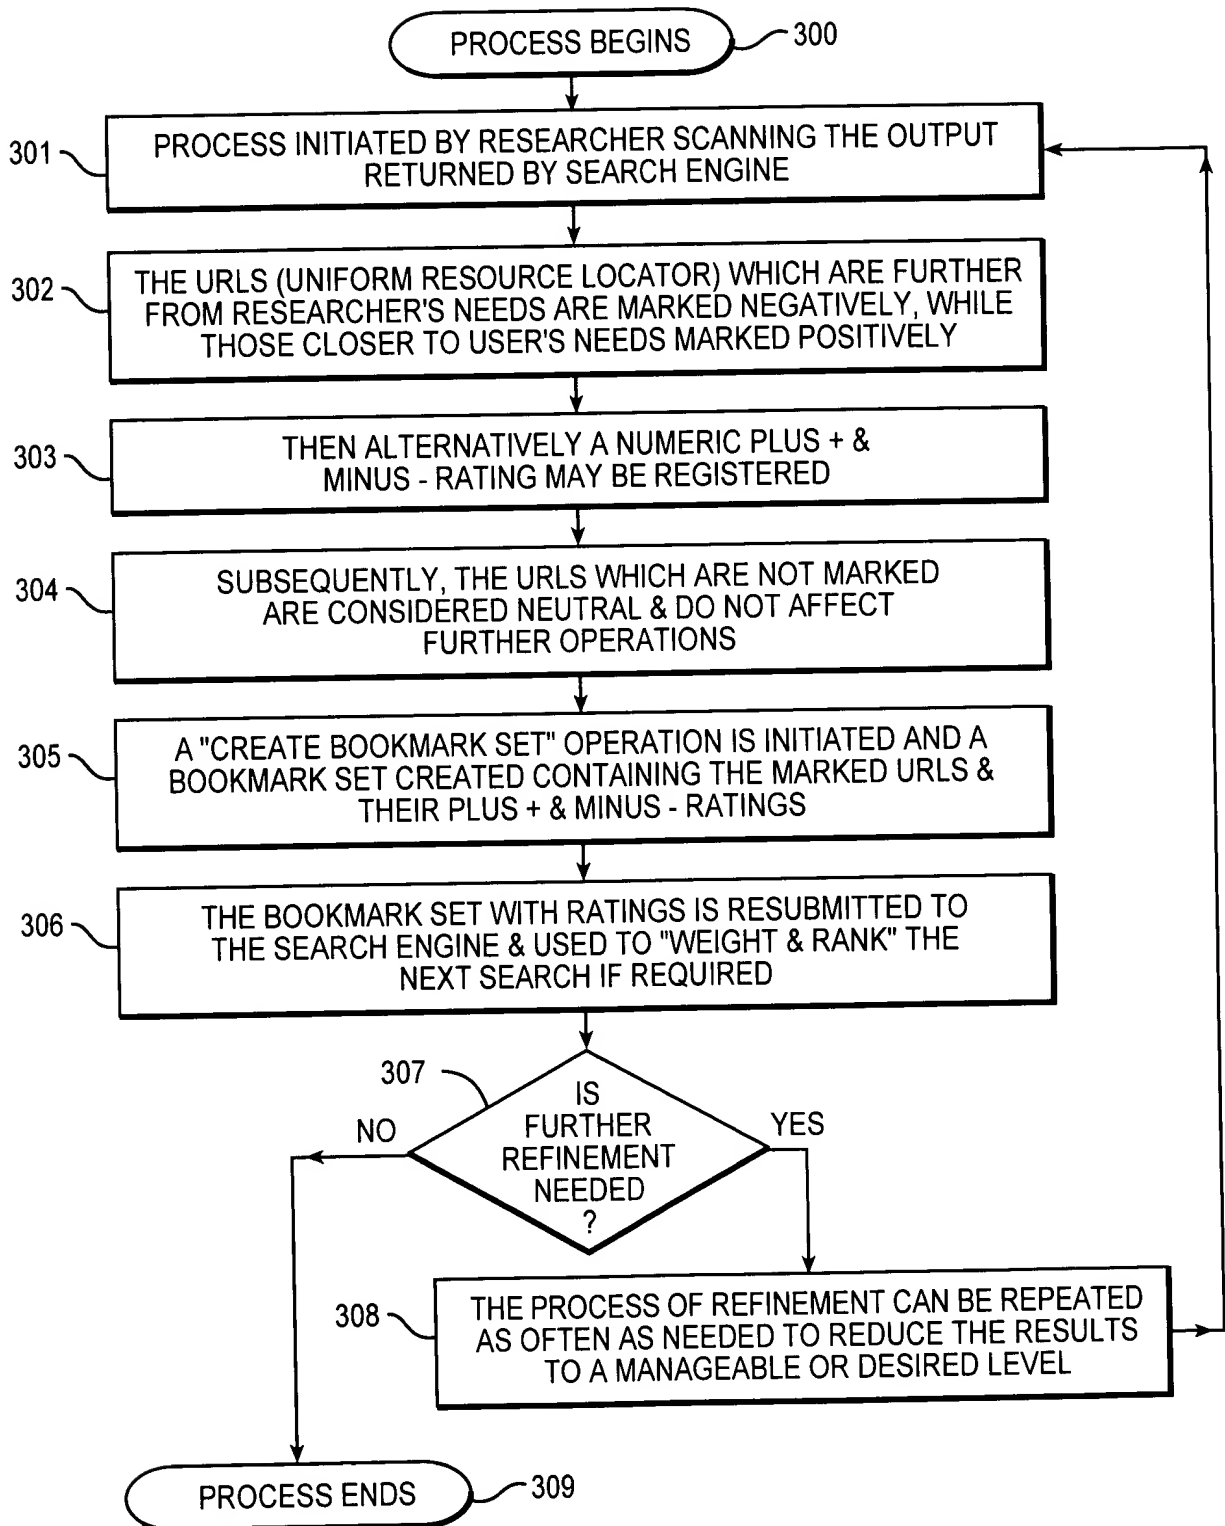 PROCESS BEGINS
300
301
PROCESS INITIATED BY RESEARCHER SCANNING THE OUTPUT
RETURNED BY SEARCH ENGINE
302
THE URLS (UNIFORM RESOURCE LOCATOR) WHICH ARE FURTHER
FROM RESEARCHER'S NEEDS ARE MARKED NEGATIVELY, WHILE
THOSE CLOSER TO USER'S NEEDS MARKED POSITIVELY
303
THEN ALTERNATIVELY A NUMERIC PLUS + &
MINUS - RATING MAY BE REGISTERED
304
SUBSEQUENTLY, THE URLS WHICH ARE NOT MARKED
ARE CONSIDERED NEUTRAL & DO NOT AFFECT
FURTHER OPERATIONS
305
A "CREATE BOOKMARK SET" OPERATION IS INITIATED AND A
BOOKMARK SET CREATED CONTAINING THE MARKED URLS &
THEIR PLUS + & MINUS - RATINGS
306
THE BOOKMARK SET WITH RATINGS IS RESUBMITTED TO
THE SEARCH ENGINE & USED TO "WEIGHT & RANK" THE
NEXT SEARCH IF REQUIRED
307
IS
FURTHER
REFINEMENT
NEEDED
?
NO
YES
308
THE PROCESS OF REFINEMENT CAN BE REPEATED
AS OFTEN AS NEEDED TO REDUCE THE RESULTS
TO A MANAGEABLE OR DESIRED LEVEL
PROCESS ENDS
309